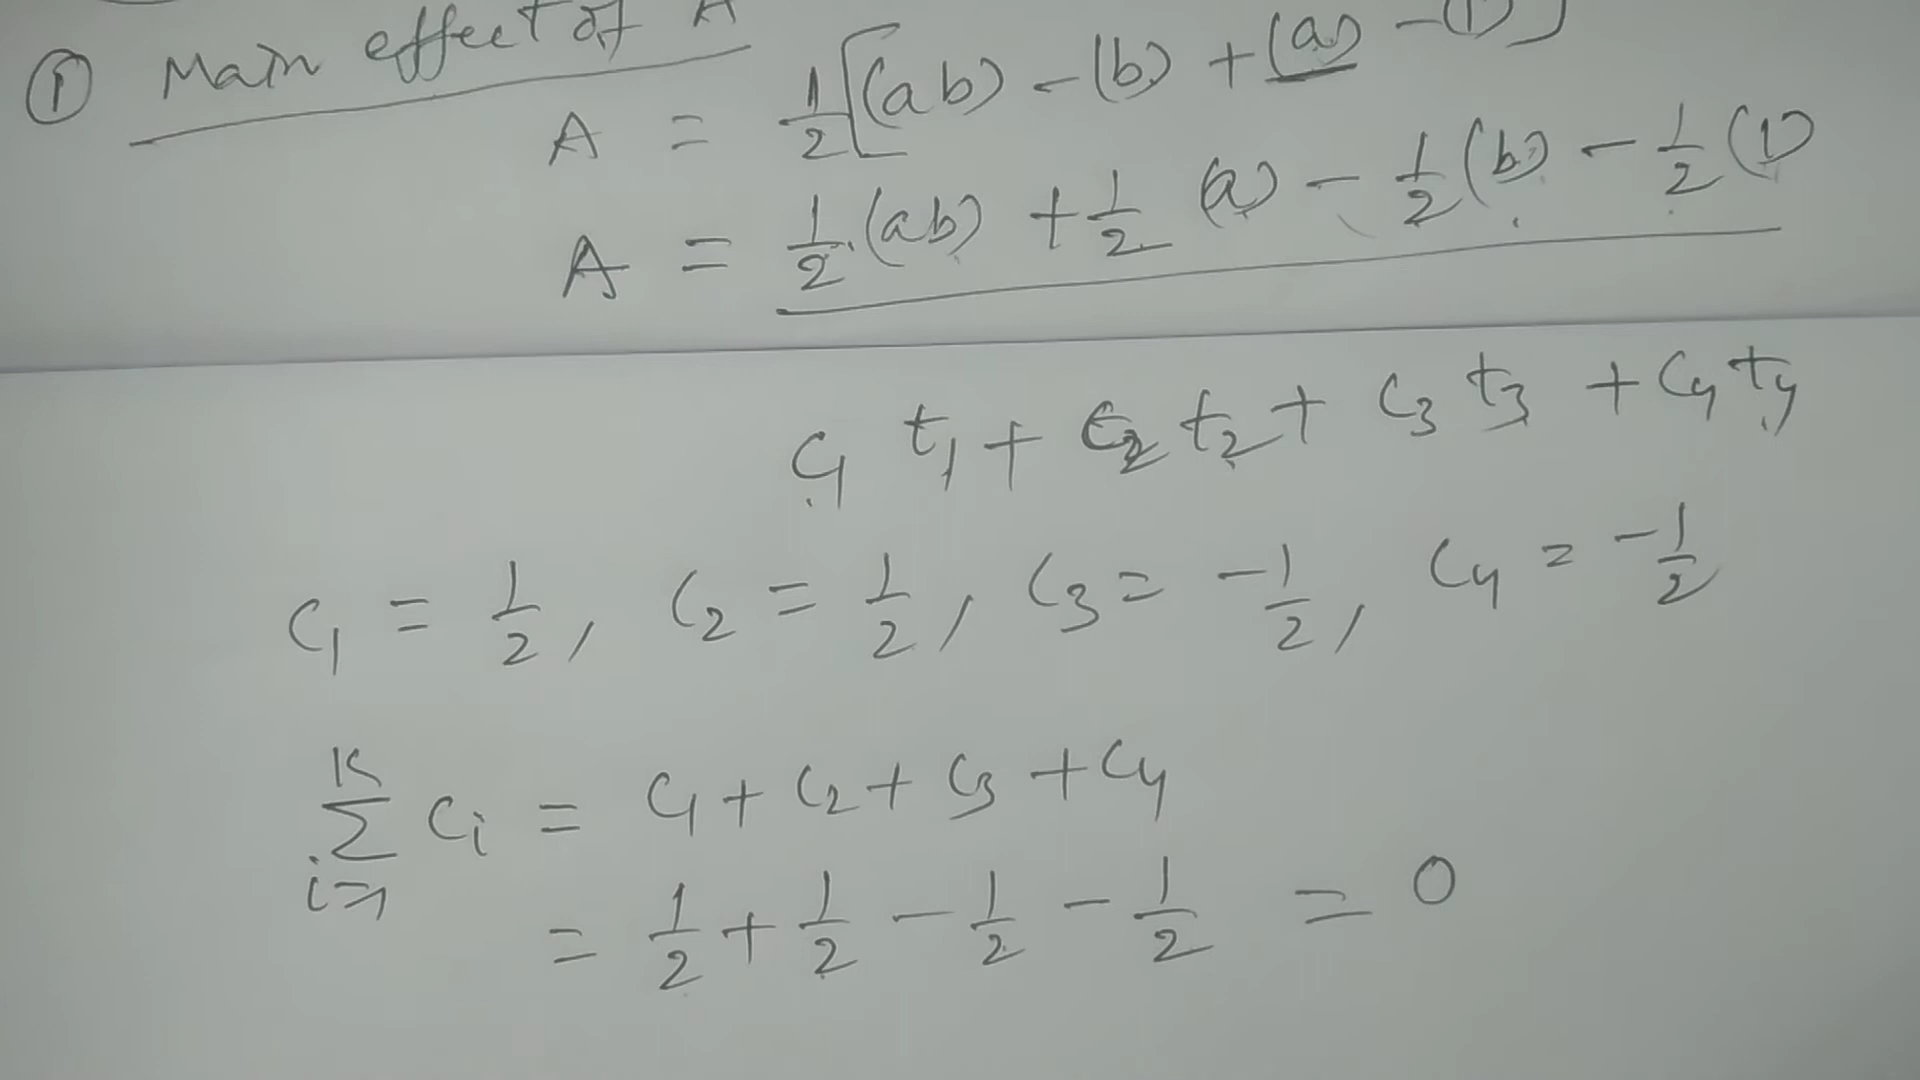 ① Main effect of A
A = 1/2 [(ab) - (b) + (a) - (1)]
A = 1/2 (ab) + 1/2 (a) - 1/2 (b) - 1/2 (1)
C₁ t₁ + C₂ t₂ + C₃ t₃ + C₄ t₄
C₁ = 1/2, C₂ = 1/2, C₃ = -1/2, C₄ = -1/2
K
Σ Cᵢ = C₁ + C₂ + C₃ + C₄
i=1
= 1/2 + 1/2 - 1/2 - 1/2 = 0